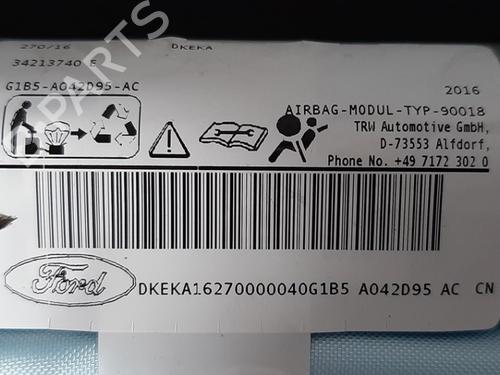 270/16 DKEKA
34213740 E
G1B5-A042D95-AC
2016
AIRBAG-MODUL-TYP-90018
TRW Automotive GmbH,
D-73553 Alfdorf,
Phone No. +49 7172 302 0
Ford DKEKA16270000040G1B5 A042D95 AC CN